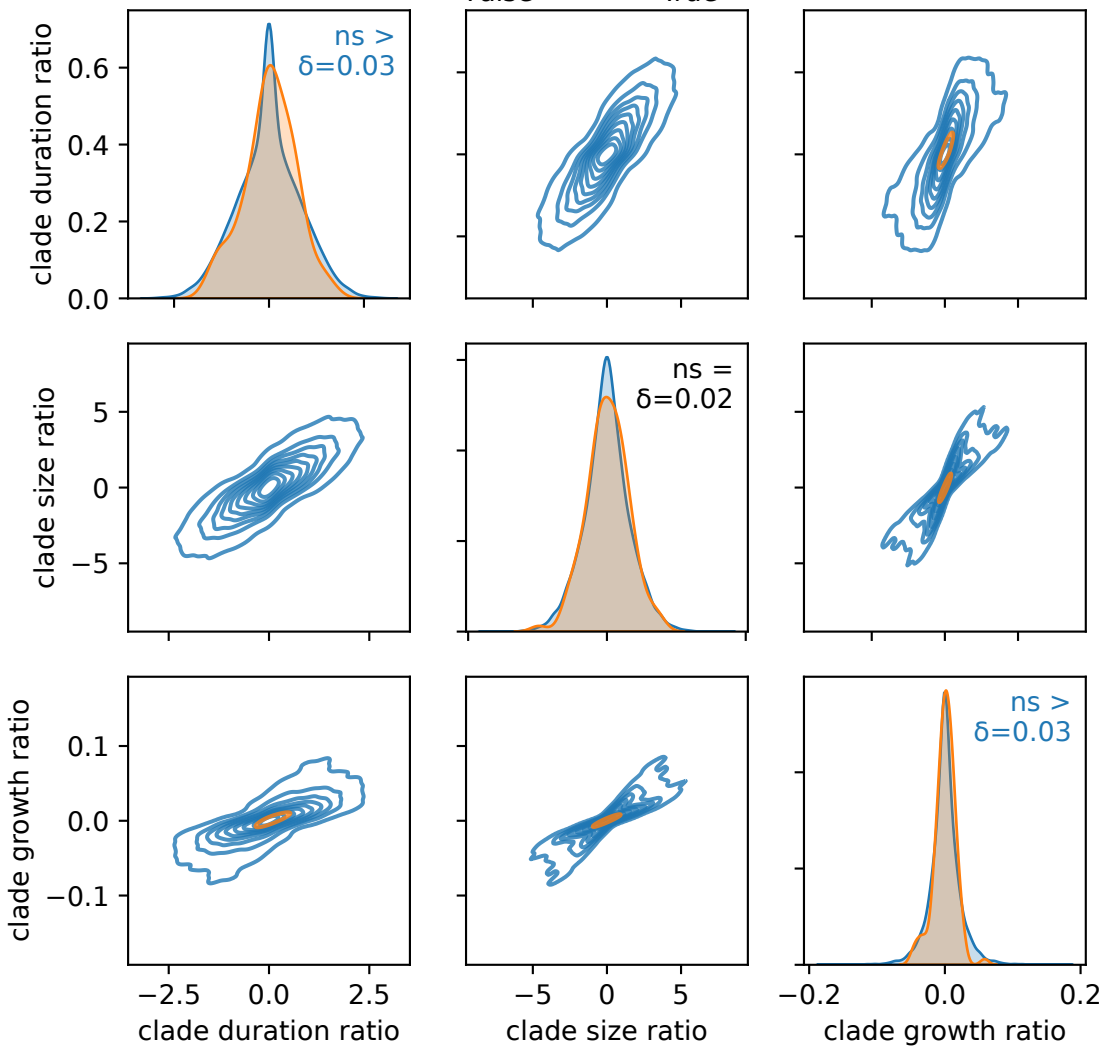 clade duration ratio
0.6
0.4
0.2
0.0
ns >
δ=0.03
clade size ratio
5
0
−5
−5
0
5
ns =
δ=0.02
clade growth ratio
0.1
0.0
−0.1
ns >
δ=0.03
−2.5
0.0
2.5
−5
0
5
−0.2
0.0
0.2
clade duration ratio
clade size ratio
clade growth ratio